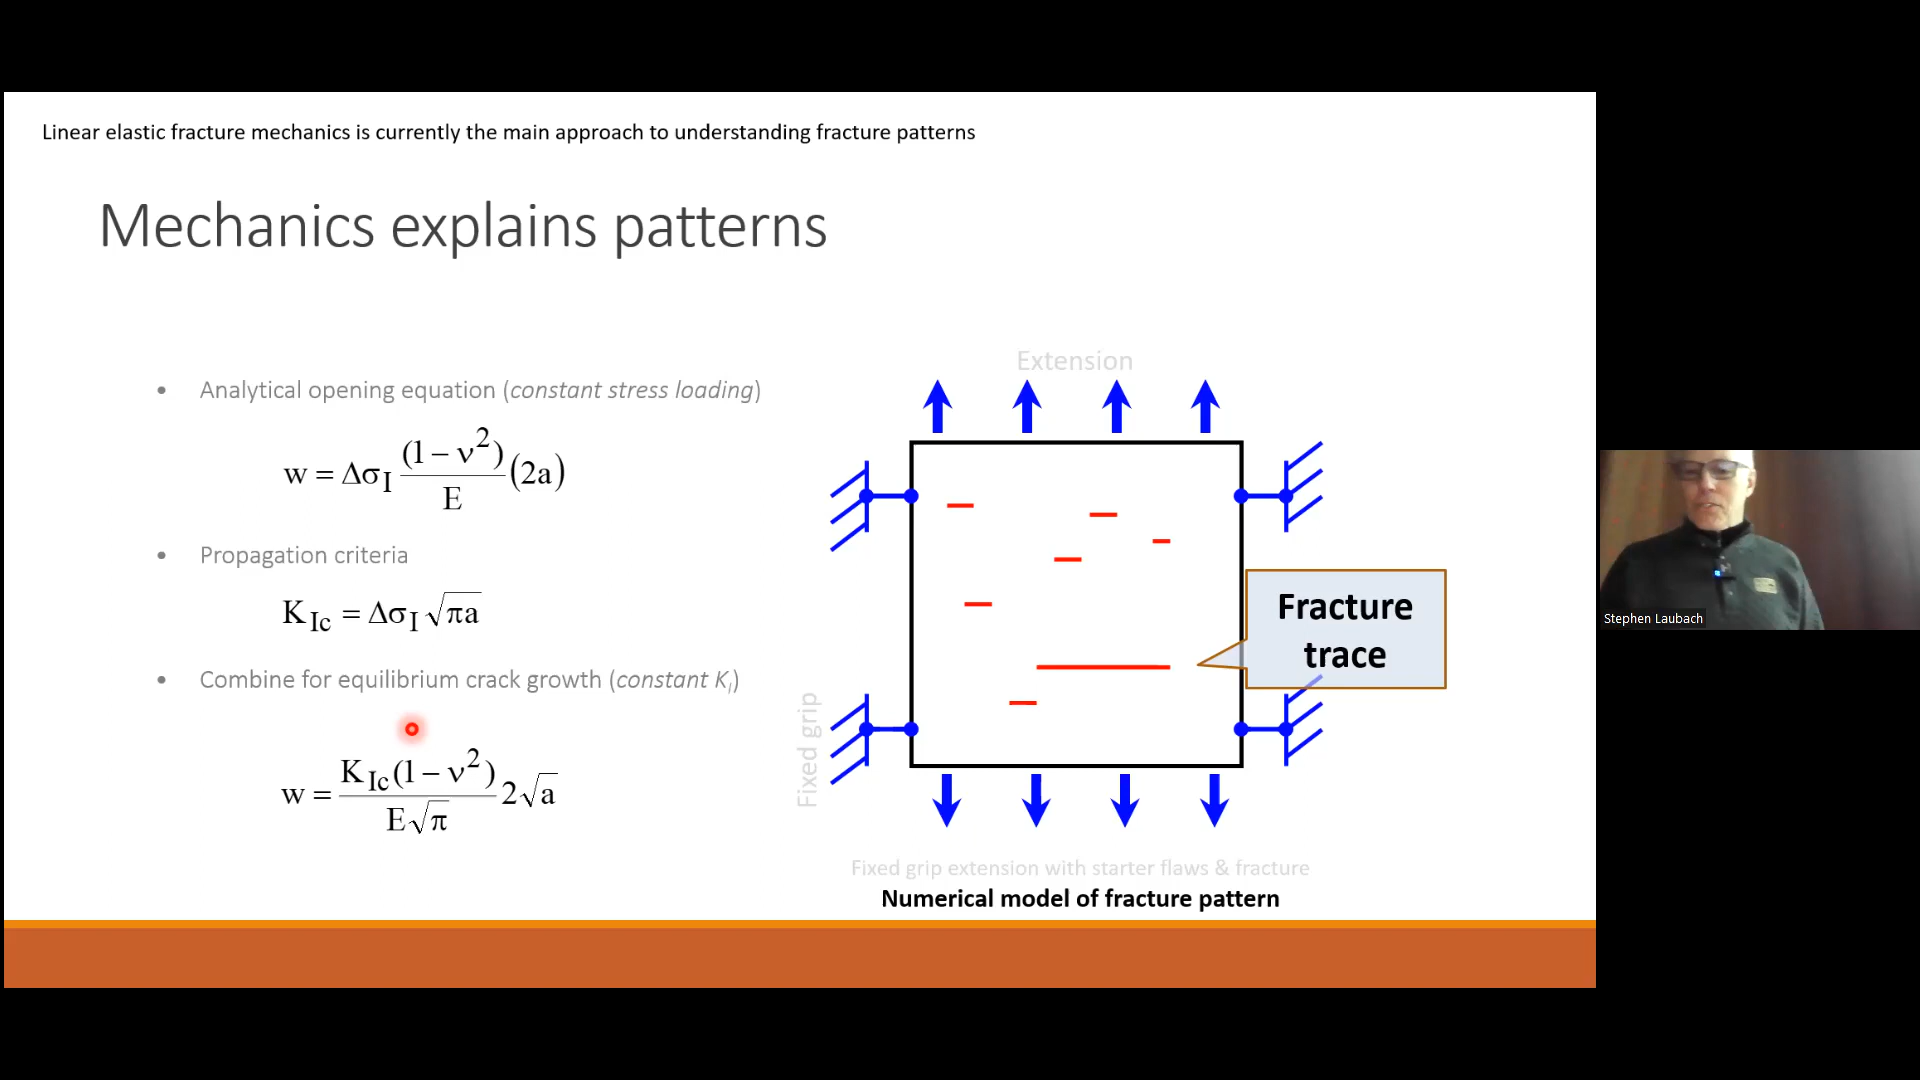 Linear elastic fracture mechanics is currently the main approach to understanding fracture patterns
Mechanics explains patterns
• Analytical opening equation (constant stress loading)
w = Δσ_I (1 − ν²)/E (2a)
• Propagation criteria
K_Ic = Δσ_I √πa
• Combine for equilibrium crack growth (constant K_I)
w = K_Ic(1 − ν²)/E√π 2√a
Extension
Fixed grip
Fracture
trace
Fixed grip extension with starter flaws & fracture
Numerical model of fracture pattern
Stephen Laubach